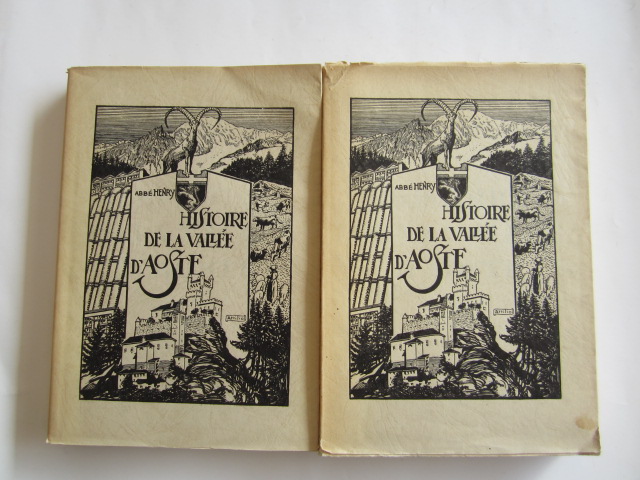 ABBÉ HENRY
HISTOIRE
DE LA VALLÉE
D'AOSTE
ABBÉ HENRY
HISTOIRE
DE LA VALLÉE
D'AOSTE